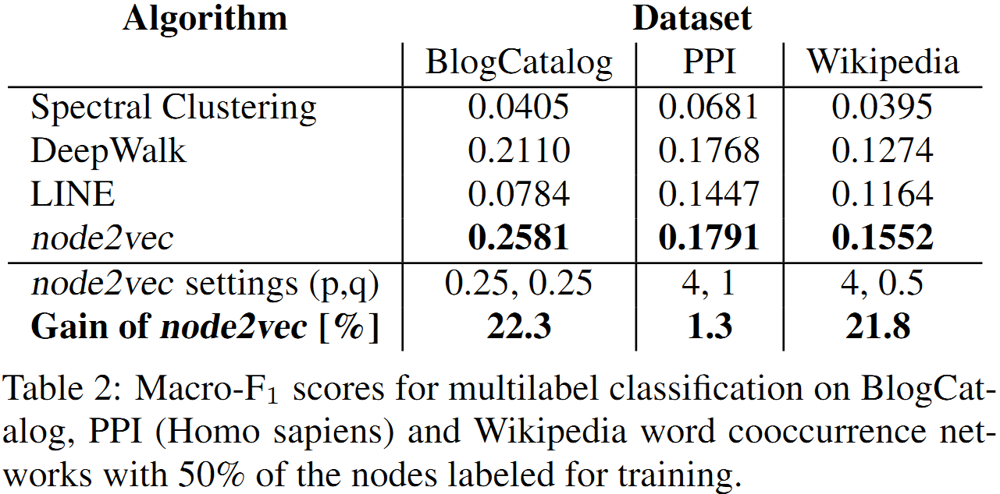 Algorithm Dataset
BlogCatalog PPI Wikipedia
Spectral Clustering 0.0405 0.0681 0.0395
DeepWalk 0.2110 0.1768 0.1274
LINE 0.0784 0.1447 0.1164
node2vec 0.2581 0.1791 0.1552
node2vec settings (p,q) 0.25, 0.25 4, 1 4, 0.5
Gain of node2vec [%] 22.3 1.3 21.8
Table 2: Macro-F₁ scores for multilabel classification on BlogCat-
alog, PPI (Homo sapiens) and Wikipedia word cooccurrence net-
works with 50% of the nodes labeled for training.